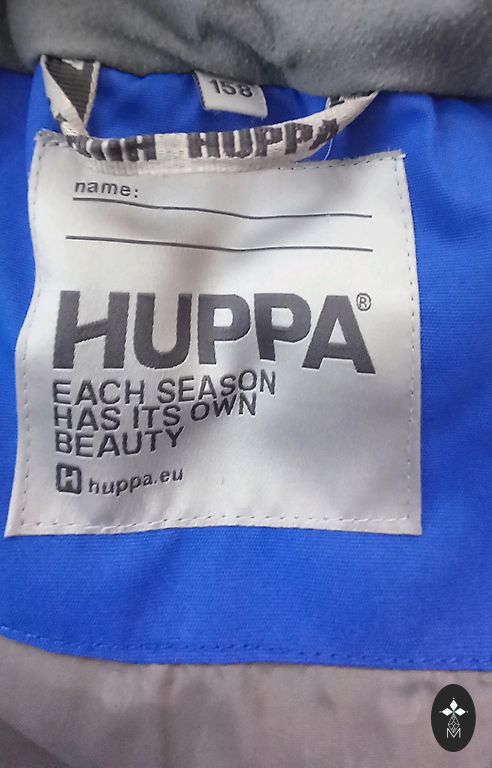 158
HUPPA
name:
HUPPA®
EACH SEASON
HAS ITS OWN
BEAUTY
H huppa.eu